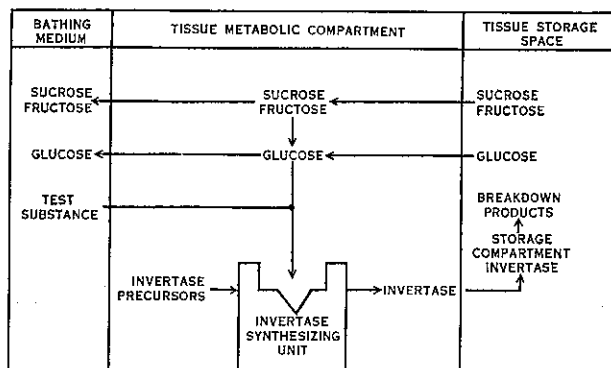 BATHING
MEDIUM
TISSUE METABOLIC COMPARTMENT
TISSUE STORAGE
SPACE
SUCROSE
FRUCTOSE
SUCROSE
FRUCTOSE
SUCROSE
FRUCTOSE
GLUCOSE
GLUCOSE
GLUCOSE
TEST
SUBSTANCE
BREAKDOWN
PRODUCTS
STORAGE
COMPARTMENT
INVERTASE
INVERTASE
PRECURSORS
INVERTASE
SYNTHESIZING
UNIT
INVERTASE